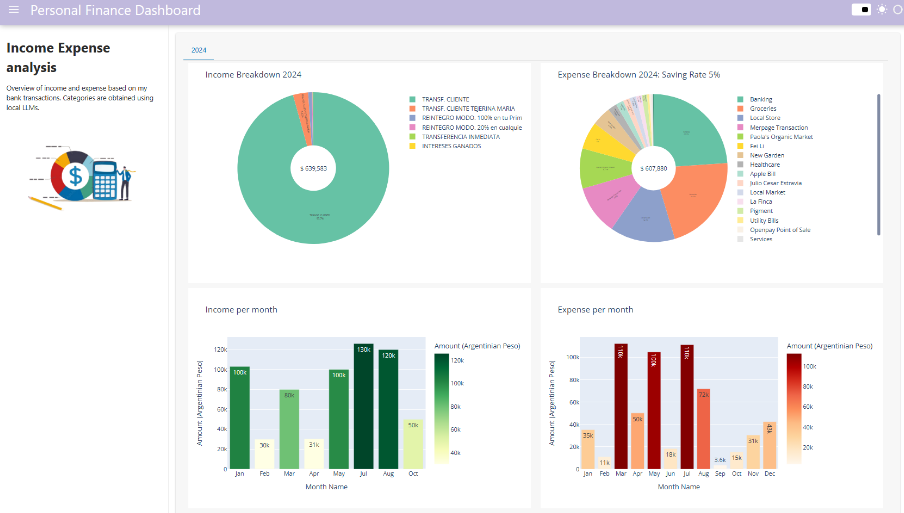 Personal Finance Dashboard
Income Expense
analysis
Overview of income and expense based on my
bank transactions. Categories are obtained using
local LLMs.
2024
Income Breakdown 2024
TRANSF. CLIENTE
TRANSF. CLIENTE TEJERINA MARIA
REINTEGRO MODO. 100% en tu Prim
REINTEGRO MODO. 20% en cualquie
TRANSFERENCIA INMEDIATA
INTERESES GANADOS
$ 639,583
Expense Breakdown 2024: Saving Rate 5%
Banking
Groceries
Local Store
Merpago Transaction
Paola's Organic Market
Fei Li
New Garden
Healthcare
Apple Bill
Julio Cesar Estravia
Local Market
La Finca
Pigment
Utility Bills
Openpay Point of Sale
Services
$ 607,880
Income per month
Amount (Argentinian Peso)
120k
100k
80k
60k
40k
20k
0
100k
30k
80k
31k
100k
130k
120k
50k
Jan
Feb
Mar
Apr
May
Jul
Aug
Oct
Month Name
Amount (Argentinian Peso)
120k
100k
80k
60k
40k
Expense per month
Amount (Argentinian Peso)
100k
80k
60k
40k
20k
0
35k
11k
110k
50k
100k
18k
110k
72k
3.6k
15k
31k
43k
Jan
Feb
Mar
Apr
May
Jun
Jul
Aug
Sep
Oct
Nov
Dec
Month Name
Amount (Argentinian Peso)
100k
80k
60k
40k
20k